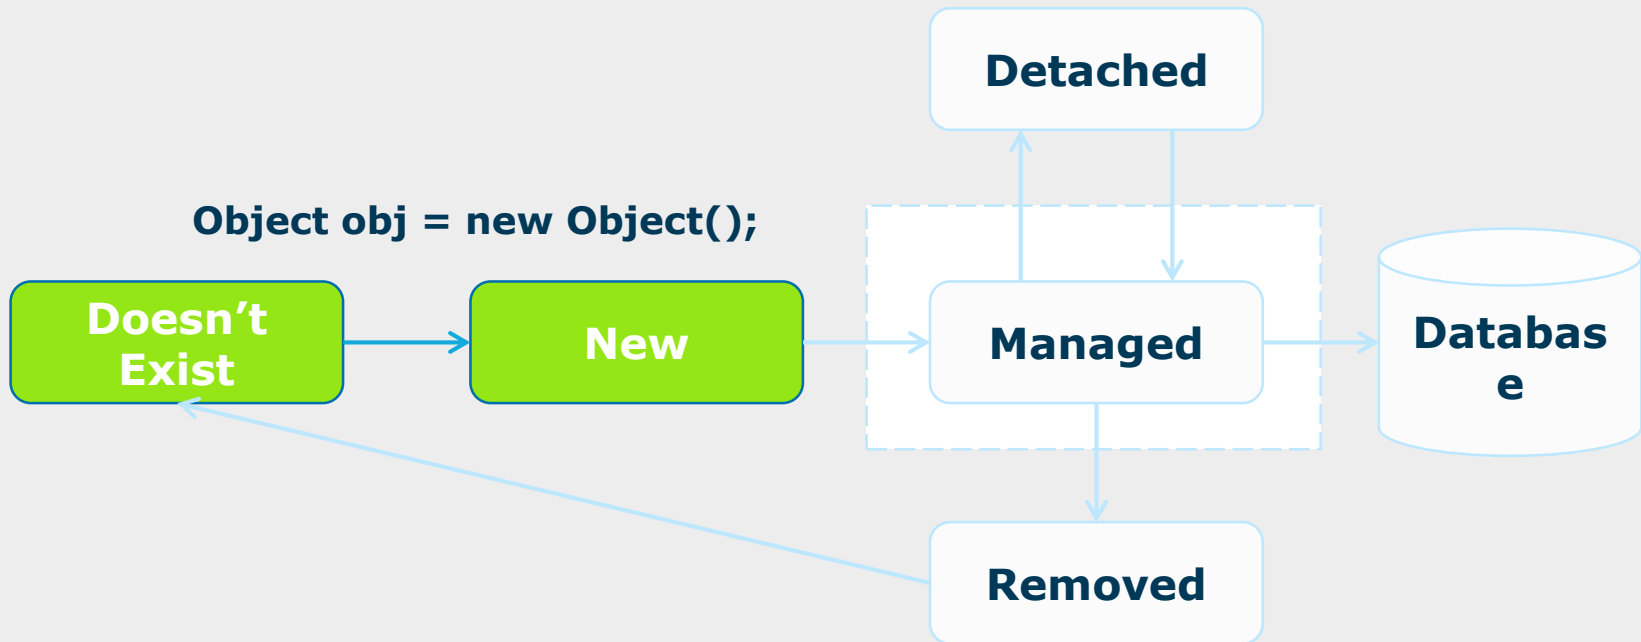 Detached
Object obj = new Object();
Doesn’t
Exist
New
Managed
Databas
e
Removed